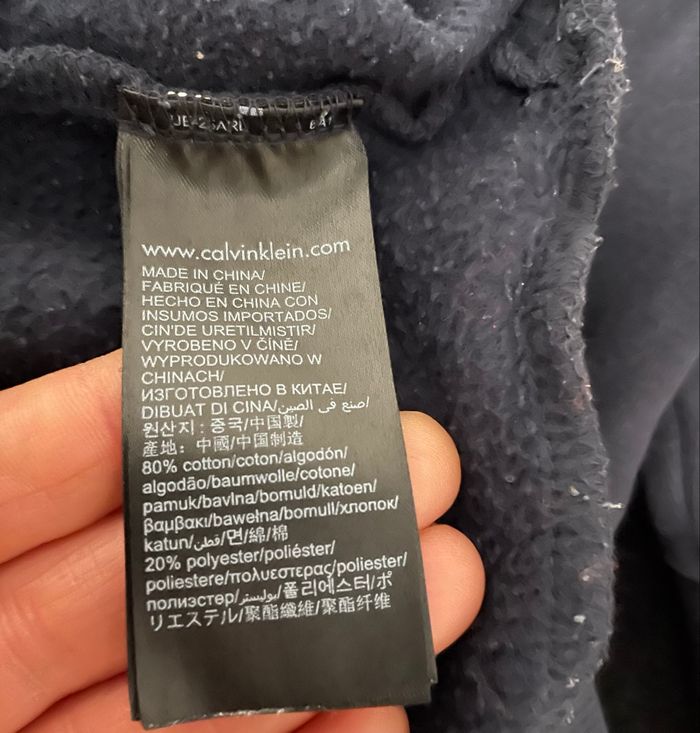 www.calvinklein.com
MADE IN CHINA/
FABRIQUÉ EN CHINE/
HECHO EN CHINA CON
INSUMOS IMPORTADOS/
CIN'DE URETILMISTIR/
VYROBENO V ČÍNĚ/
WYPRODUKOWANO W
CHINACH/
ИЗГОТОВЛЕНО В КИТАЕ/
DIBUAT DI CINA/صنع في الصين/
원산지 : 중국/中国製/
產地: 中國/中国制造
80% cotton/coton/algodón/
algodão/baumwolle/cotone/
pamuk/bavlna/bomuld/katoen/
βαμβακι/bawełna/bomull/хлопок/
katun/قطن/면/綿/棉
20% polyester/poliéster/
poliestere/πολυεστερας/poliester/
полиэстер/بوليستر/폴리에스터/ポ
リエステル/聚酯纖維/聚酯纤维